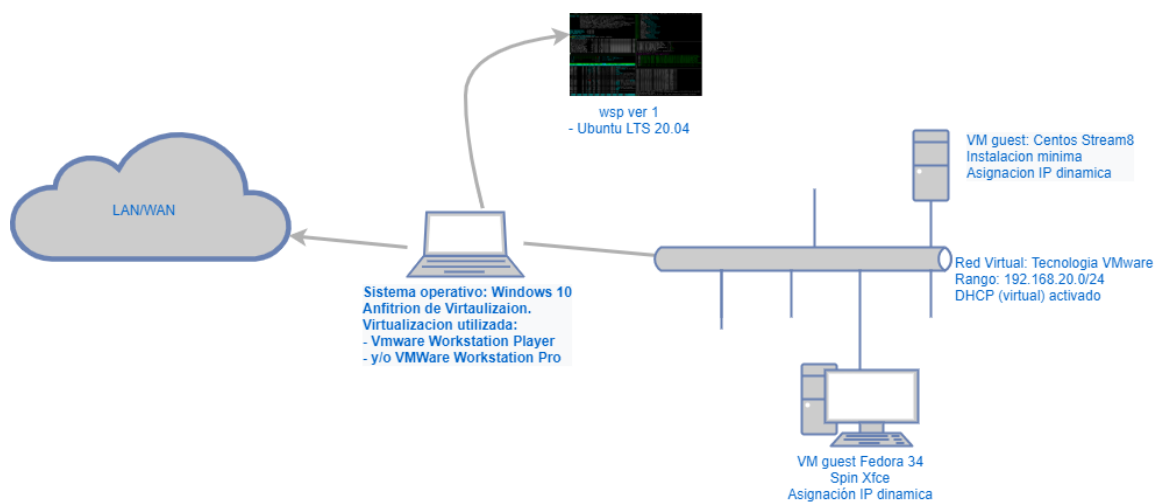 wsp ver 1
- Ubuntu LTS 20.04
VM guest: Centos Stream8
Instalacion minima
Asignacion IP dinamica
LAN/WAN
Red Virtual: Tecnologia VMware
Rango: 192.168.20.0/24
DHCP (virtual) activado
Sistema operativo: Windows 10
Anfitrion de Virtaulizaion.
Virtualizacion utilizada:
- Vmware Workstation Player
- y/o VMWare Workstation Pro
VM guest Fedora 34
Spin Xfce
Asignación IP dinamica